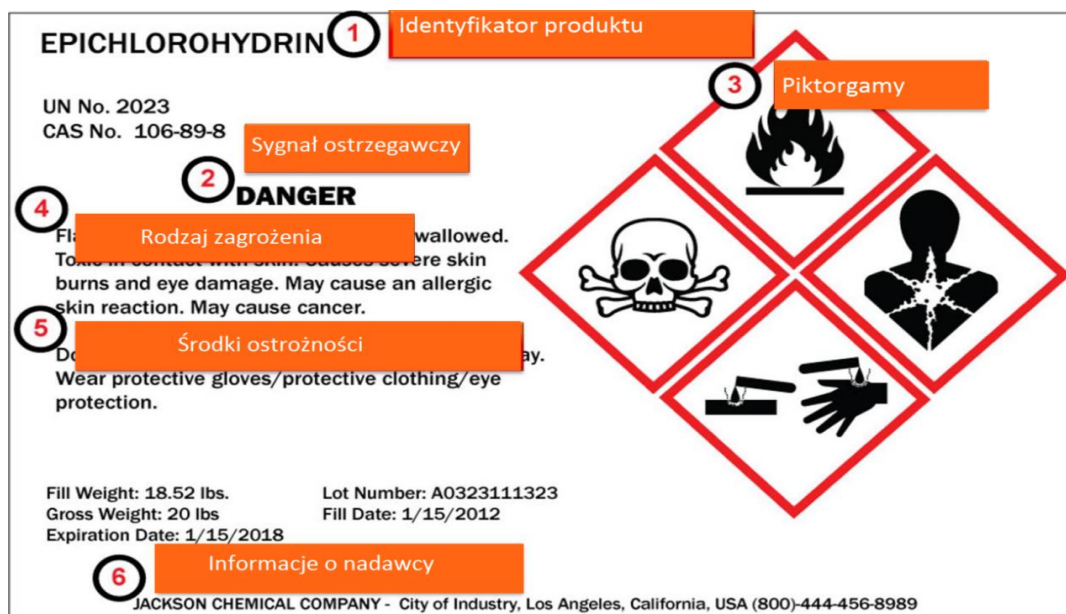 EPICHLOROHYDRIN
1
Identyfikator produktu
UN No. 2023
CAS No. 106-89-8
3
Piktorgamy
Sygnał ostrzegawczy
2
DANGER
4
Rodzaj zagrożenia
wallowed.
skin
burns and eye damage. May cause an allergic
skin reaction. May cause cancer.
5
Środki ostrożności
Wear protective gloves/protective clothing/eye
protection.
Fill Weight: 18.52 lbs.
Lot Number: A0323111323
Gross Weight: 20 lbs
Fill Date: 1/15/2012
Expiration Date: 1/15/2018
6
Informacje o nadawcy
JACKSON CHEMICAL COMPANY - City of Industry, Los Angeles, California, USA (800)-444-456-8989